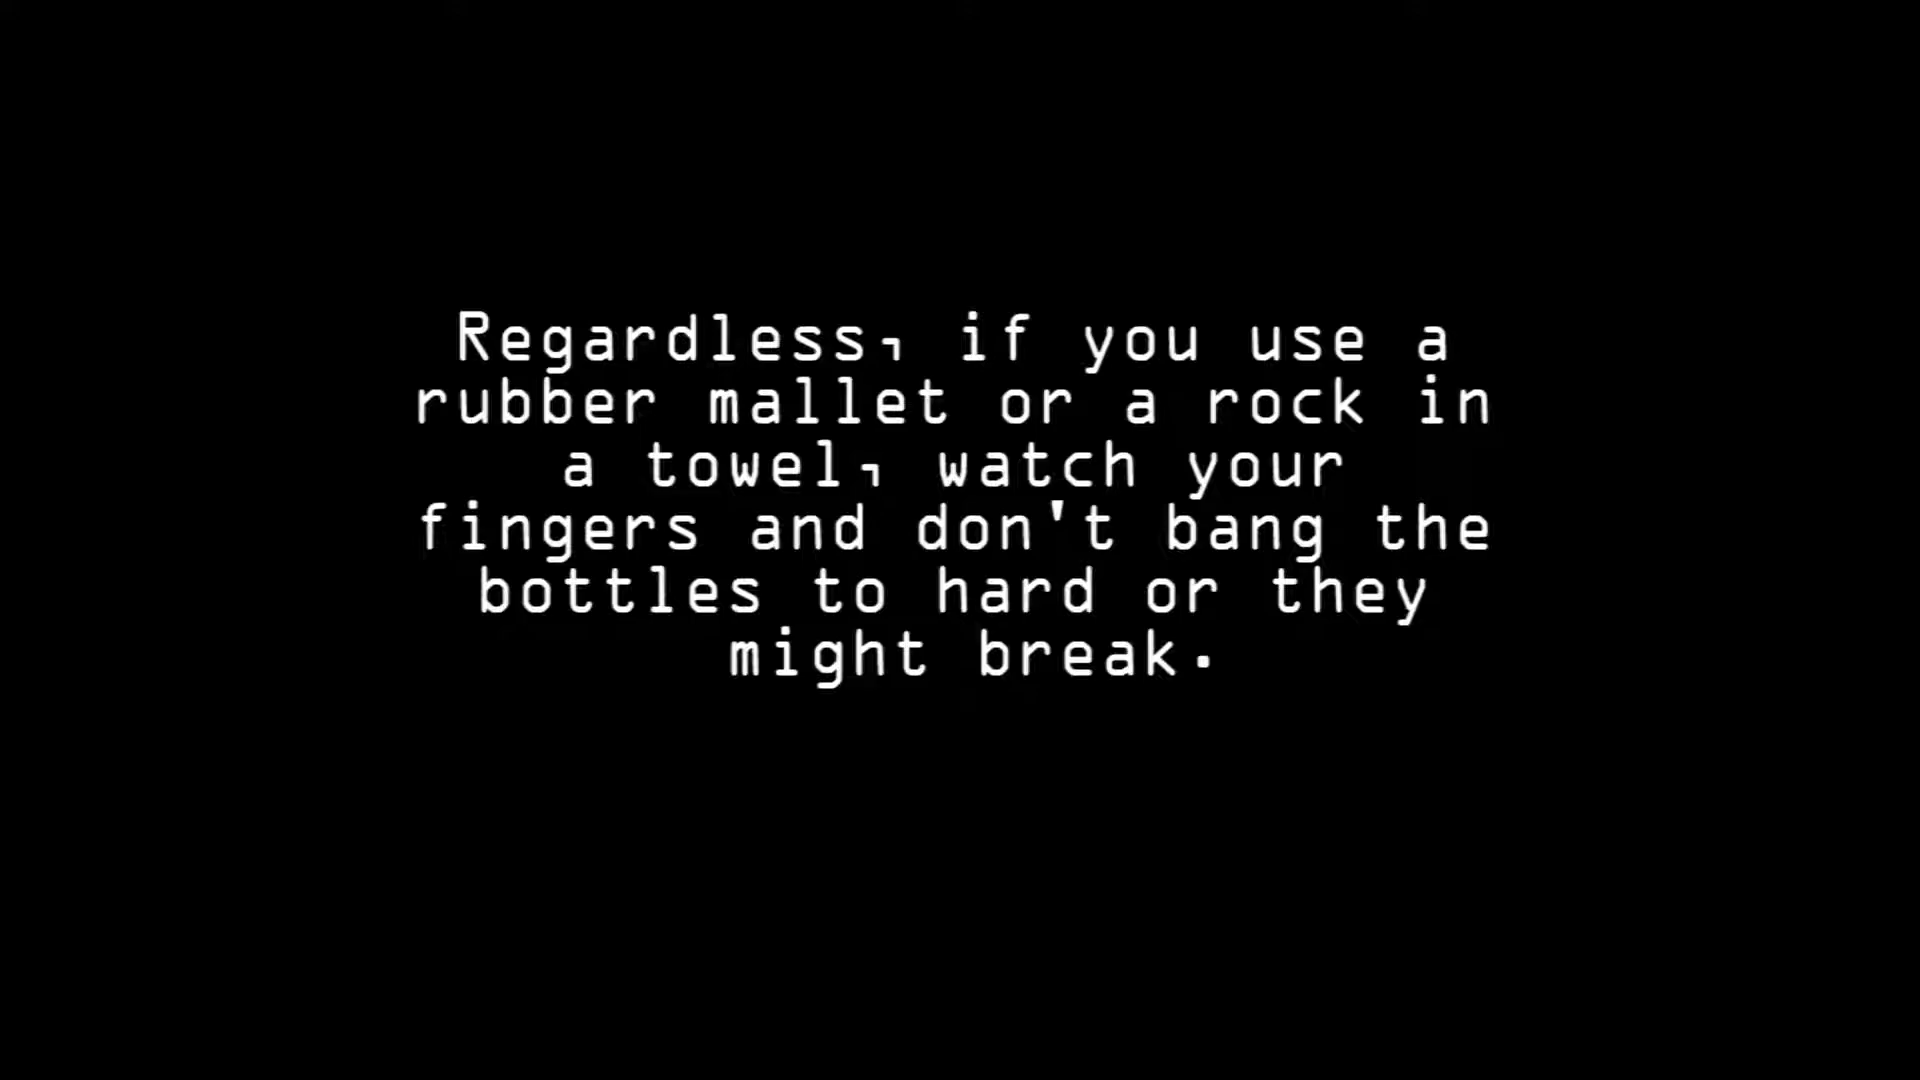 Regardless, if you use a
rubber mallet or a rock in
a towel, watch your
fingers and don't bang the
bottles to hard or they
might break.